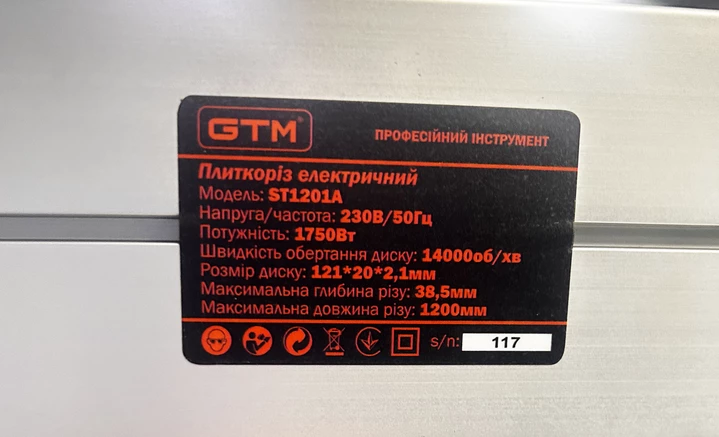 GTM®
ПРОФЕСІЙНИЙ ІНСТРУМЕНТ
Плиткоріз електричний
Модель: ST1201A
Напруга/частота: 230В/50Гц
Потужність: 1750Вт
Швидкість обертання диску: 14000об/хв
Розмір диску: 121*20*2,1мм
Максимальна глибина різу: 38,5мм
Максимальна довжина різу: 1200мм
s/n: 117